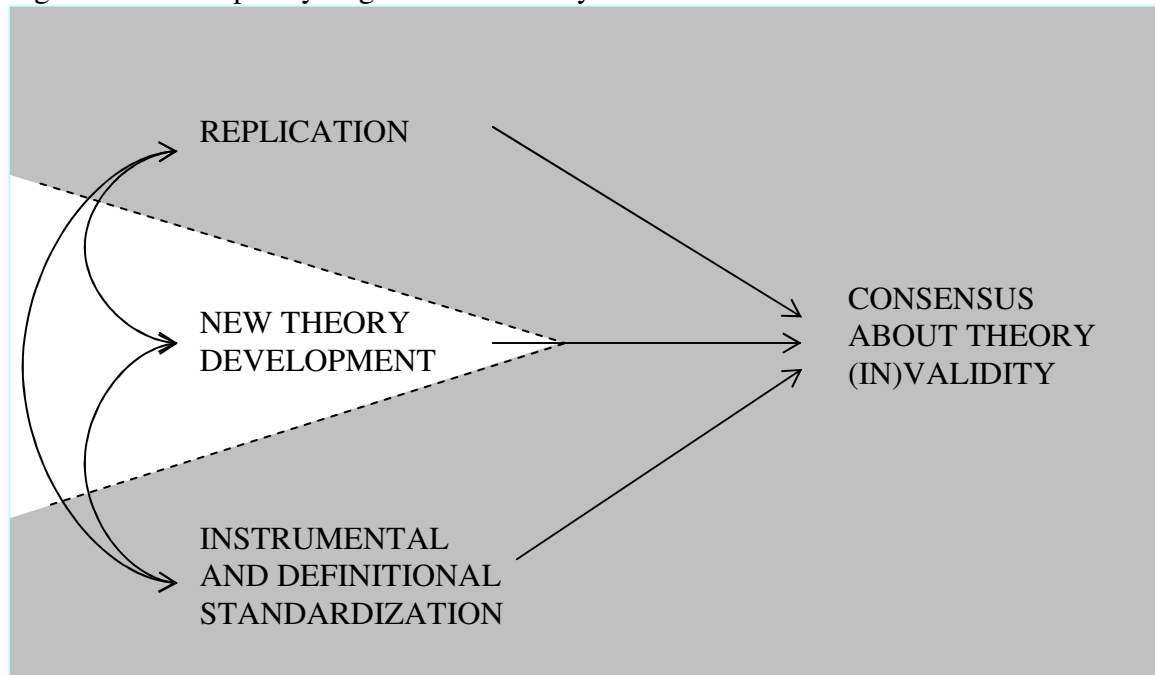 REPLICATION
NEW THEORY
DEVELOPMENT
CONSENSUS
ABOUT THEORY
(IN)VALIDITY
INSTRUMENTAL
AND DEFINITIONAL
STANDARDIZATION